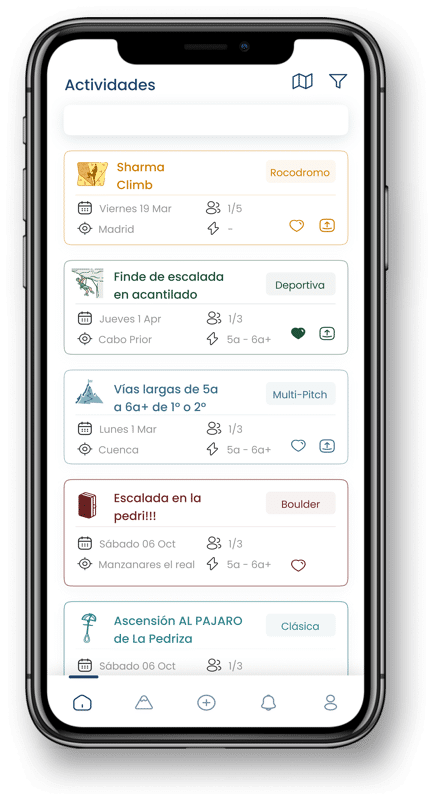 Actividades
Sharma
Climb
Rocodromo
Viernes 19 Mar
1/5
Madrid
-
Finde de escalada
en acantilado
Deportiva
Jueves 1 Apr
1/3
Cabo Prior
5a - 6a+
Vías largas de 5a
a 6a+ de 1º o 2º
Multi-Pitch
Lunes 1 Mar
1/3
Cuenca
5a - 6a+
Escalada en la
pedri!!!
Boulder
Sábado 06 Oct
1/3
Manzanares el real
5a - 6a+
Ascensión AL PAJARO
de La Pedriza
Clásica
Sábado 06 Oct
1/3